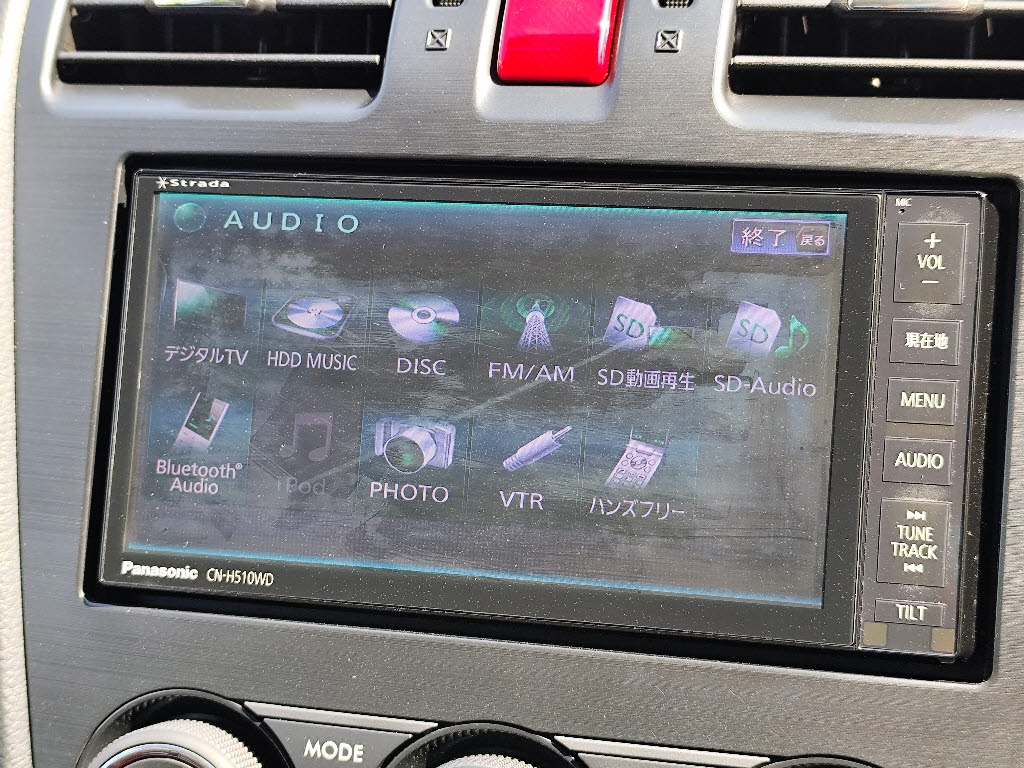 Strada
AUDIO
終了 戻る
デジタルTV
HDD MUSIC
DISC
FM/AM
SD動画再生
SD-Audio
SD
SD
Bluetooth®
Audio
iPod
PHOTO
VTR
ハンズフリー
Panasonic CN-H510WD
MIC
+
VOL
−
現在地
MENU
AUDIO
TUNE
TRACK
TILT
MODE